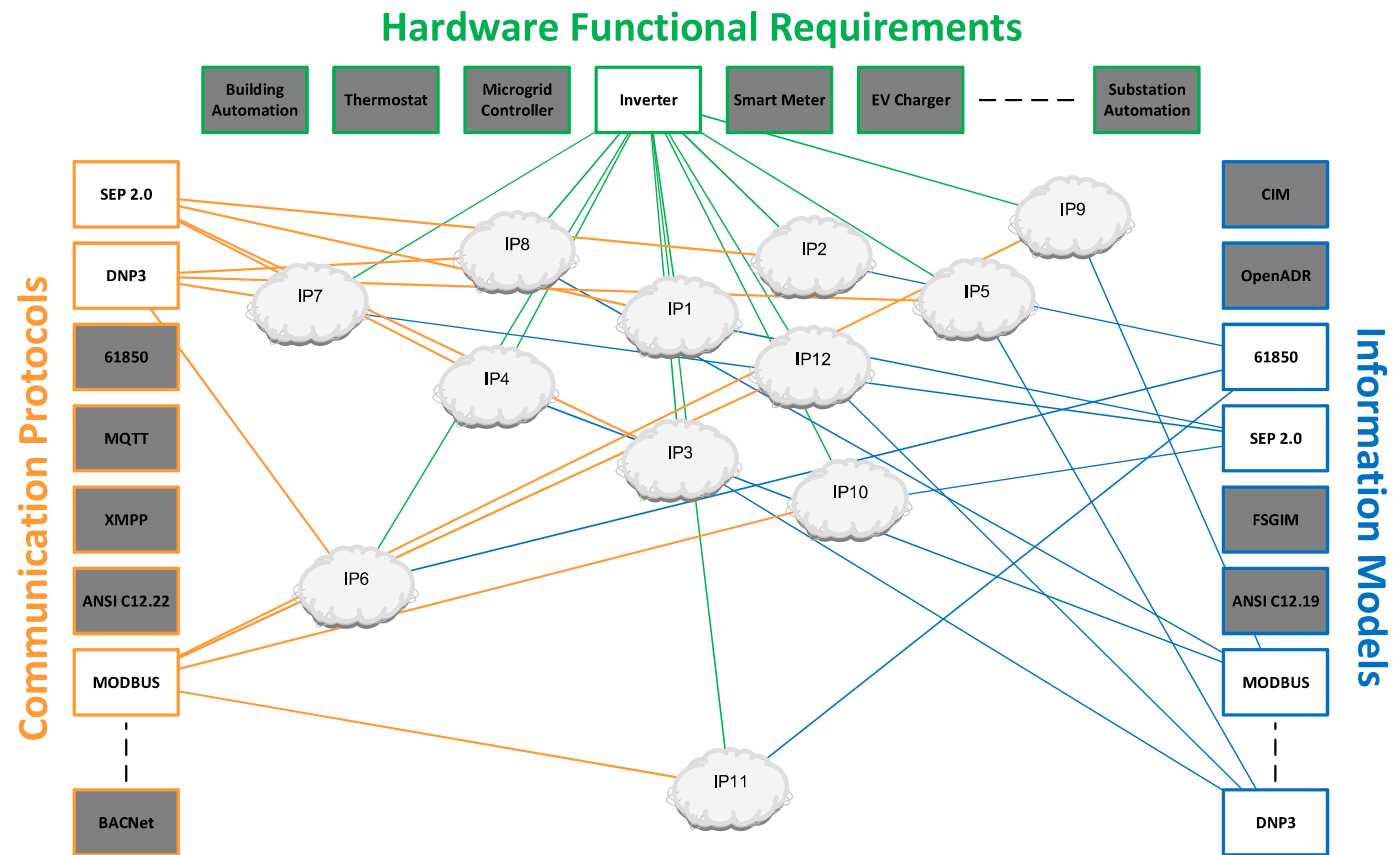 Hardware Functional Requirements
Building
Automation
Thermostat
Microgrid
Controller
Inverter
Smart Meter
EV Charger
Substation
Automation
Communication Protocols
SEP 2.0
DNP3
61850
MQTT
XMPP
ANSI C12.22
MODBUS
BACNet
IP9
IP8
IP2
IP7
IP1
IP5
IP12
IP4
IP3
IP10
IP6
IP11
CIM
OpenADR
61850
SEP 2.0
FSGIM
ANSI C12.19
MODBUS
DNP3
Information Models